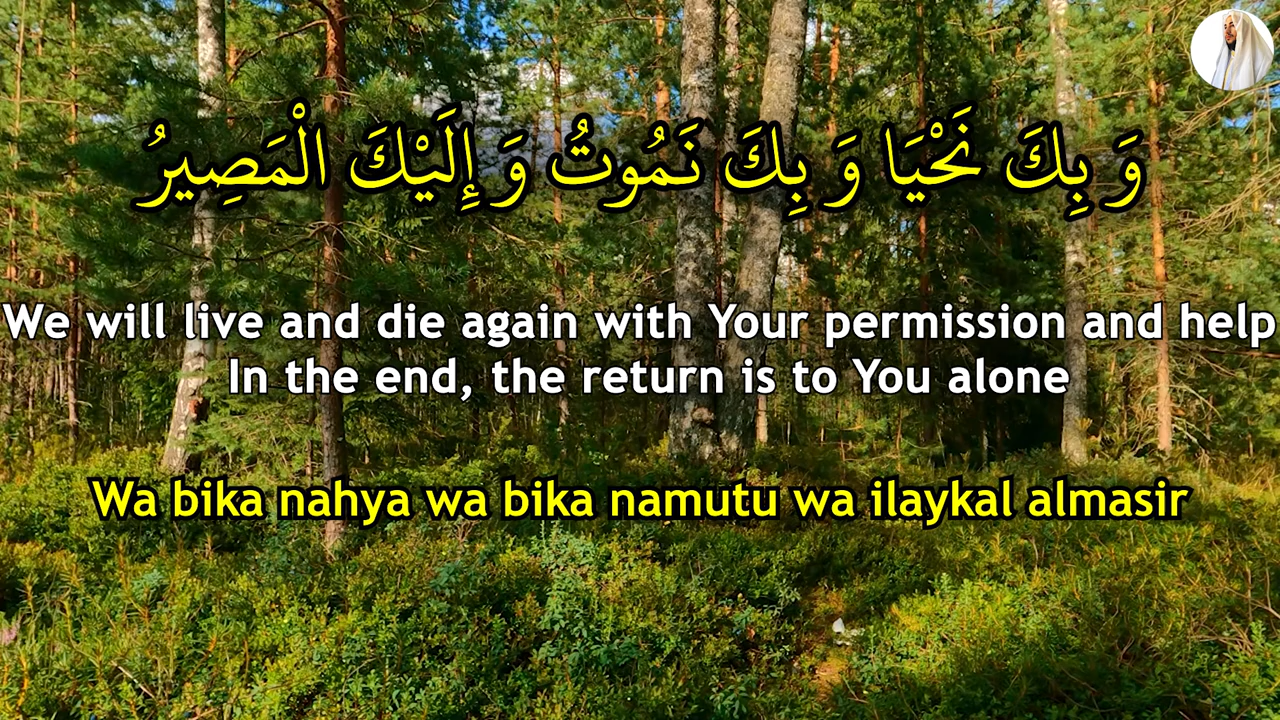 وَ بِكَ نَحْيَا وَ بِكَ نَمُوتُ وَ إِلَيْكَ الْمَصِيرُ
We will live and die again with Your permission and help
In the end, the return is to You alone
Wa bika nahya wa bika namutu wa ilaykal almasir